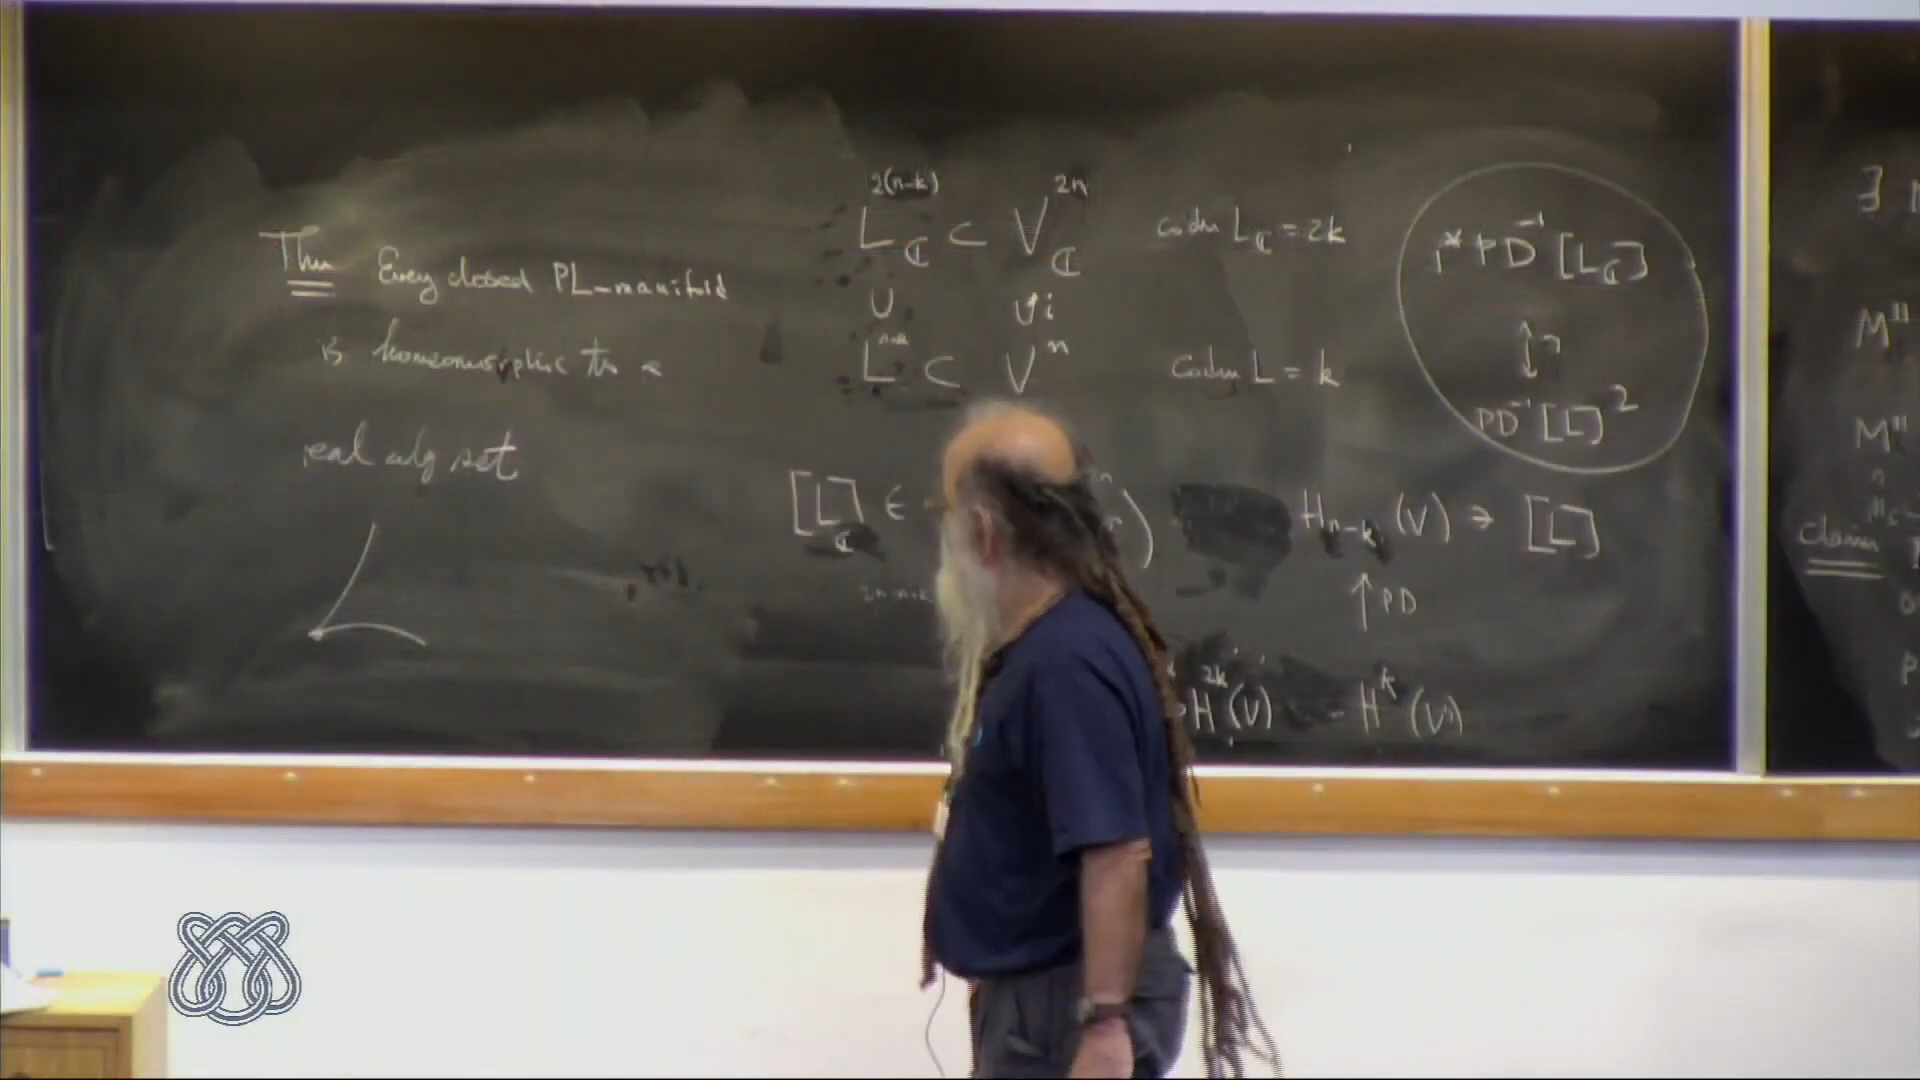 Thm Every closed PL-manifold
is homeomorphic to a
real alg set
2(n-k) 2n
L_ℂ ⊂ V_ℂ codim L_ℂ = 2k
∪ ∪ i
L ⊂ V^n codim L = k
i* PD^-1 [L_ℂ]
↕ ?
PD^-1 [L]^2
[L_ℂ] ∈
H_n-k (V) ∋ [L]
↑ PD
H^2k (V) H^k (V)
∃
M"
M"
claim